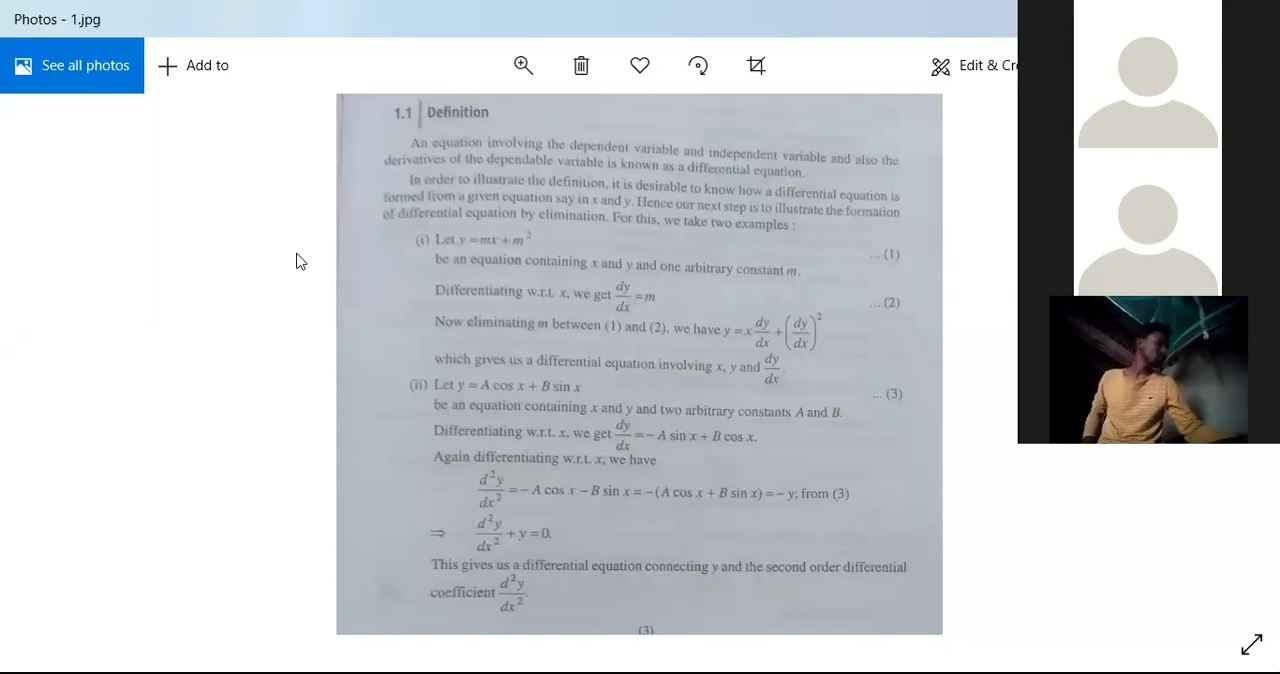 Photos - 1.jpg
See all photos
Add to
Edit & Cr
1.1 Definition
An equation involving the dependent variable and independent variable and also the
derivatives of the dependable variable is known as a differential equation.
In order to illustrate the definition, it is desirable to know how a differential equation is
formed from a given equation say in x and y. Hence our next step is to illustrate the formation
of differential equation by elimination. For this, we take two examples :
(i) Let y = mx + m² ... (1)
be an equation containing x and y and one arbitrary constant m.
Differentiating w.r.t. x, we get dy/dx = m ... (2)
Now eliminating m between (1) and (2), we have y = x dy/dx + (dy/dx)²
which gives us a differential equation involving x, y and dy/dx.
(ii) Let y = A cos x + B sin x ... (3)
be an equation containing x and y and two arbitrary constants A and B.
Differentiating w.r.t. x, we get dy/dx = − A sin x + B cos x.
Again differentiating w.r.t. x, we have
d²y/dx² = − A cos x − B sin x = − (A cos x + B sin x) = − y; from (3)
⇒ d²y/dx² + y = 0.
This gives us a differential equation connecting y and the second order differential
coefficient d²y/dx².
(3)